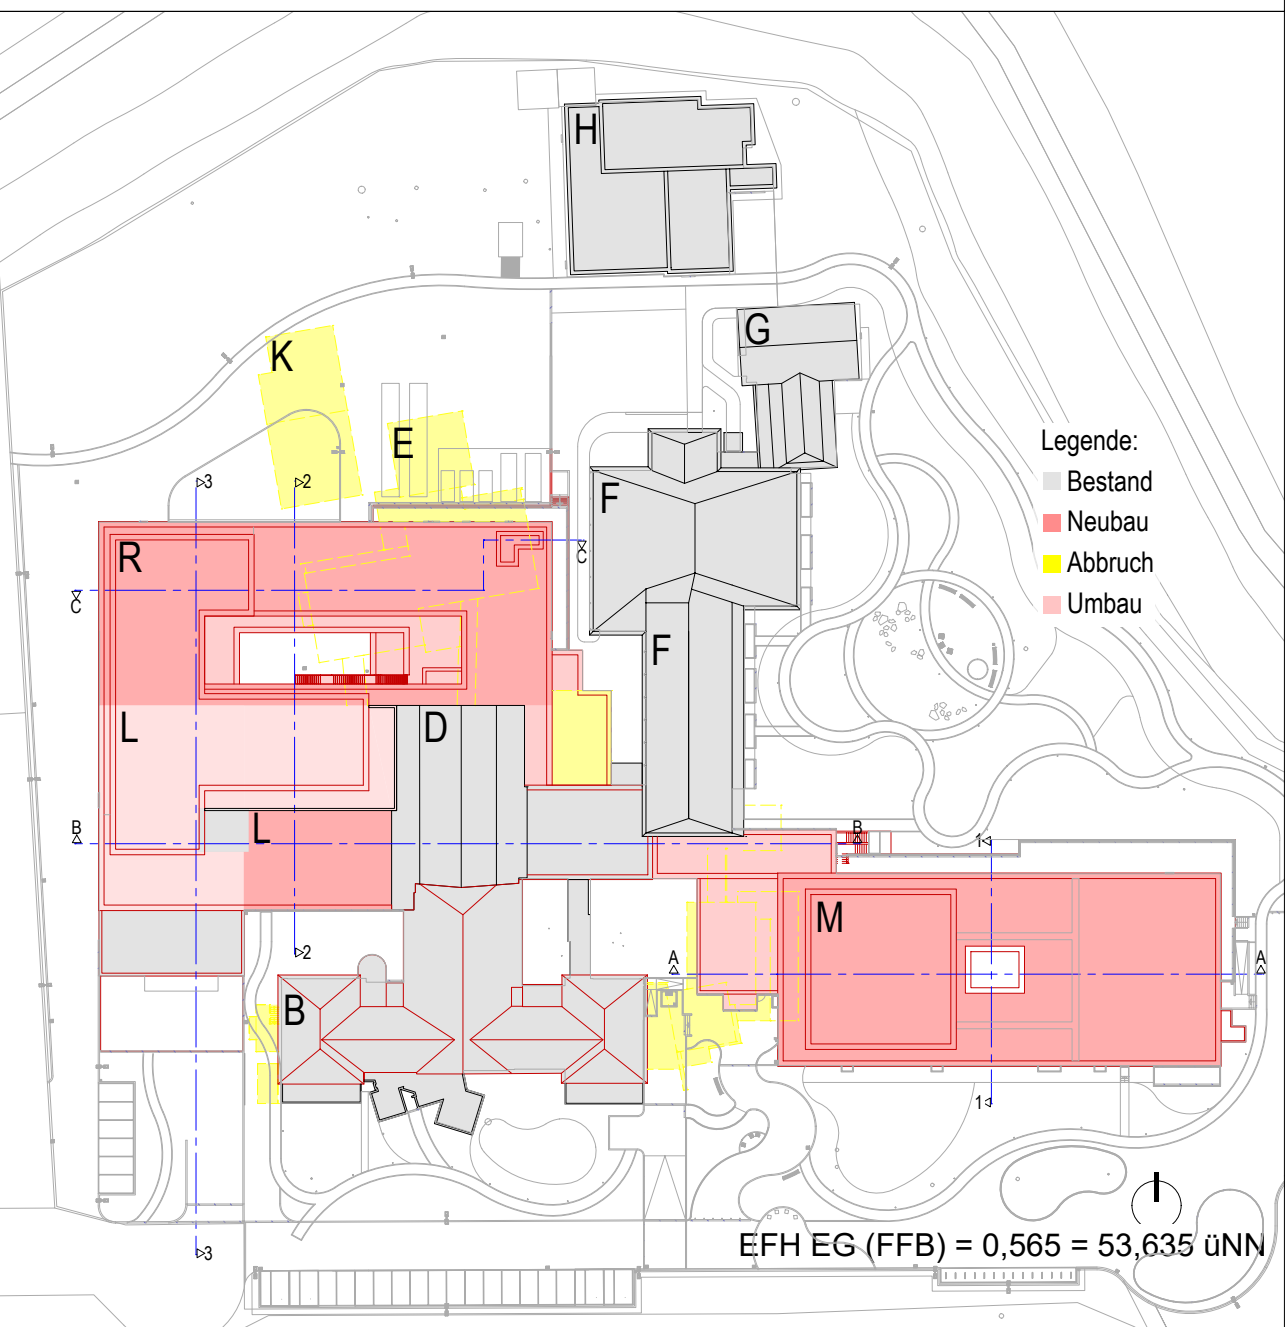 H
G
K
E
Legende:
Bestand
Neubau
Abbruch
Umbau
3
2
F
R
C
C
F
L
D
L
B
B
1
M
A
A
2
B
1
3
EFH EG (FFB) = 0,565 = 53,635 üNN